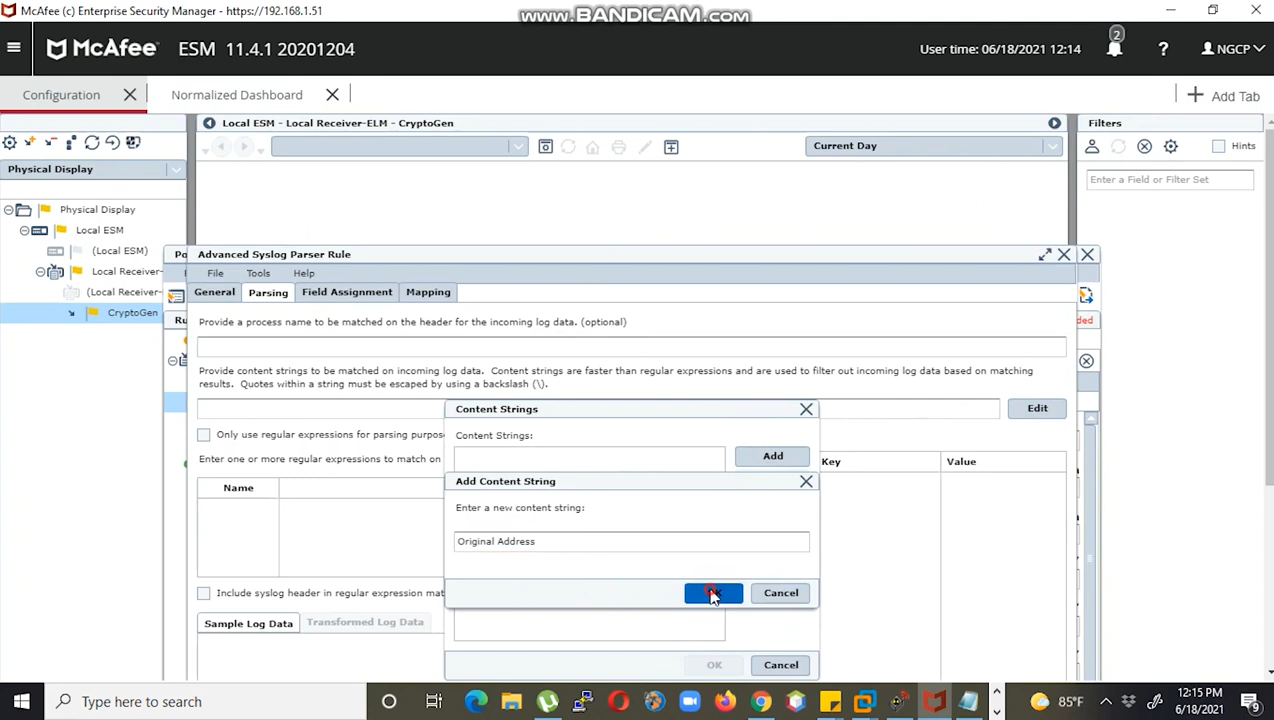 McAfee (c) Enterprise Security Manager - https://192.168.1.51
www.BANDICAM.com
McAfee ESM 11.4.1 20201204
User time: 06/18/2021 12:14
2
?
NGCP
Configuration
Normalized Dashboard
Add Tab
Local ESM - Local Receiver-ELM - CryptoGen
Filters
Current Day
Hints
Physical Display
Enter a Field or Filter Set
Physical Display
Local ESM
(Local ESM)
Local Receiver-
(Local Receiver-
CryptoGen
Po
Advanced Syslog Parser Rule
File Tools Help
General Parsing Field Assignment Mapping
Ru
ded
Provide a process name to be matched on the header for the incoming log data. (optional)
Provide content strings to be matched on incoming log data. Content strings are faster than regular expressions and are used to filter out incoming log data based on matching
results. Quotes within a string must be escaped by using a backslash (\).
Edit
Only use regular expressions for parsing purpose
Enter one or more regular expressions to match on
Name
Key
Value
Content Strings
Content Strings:
Add
Add Content String
Enter a new content string:
Original Address
Cancel
Include syslog header in regular expression mat
Sample Log Data
Transformed Log Data
OK
Cancel
Type here to search
85°F
12:15 PM
6/18/2021
9